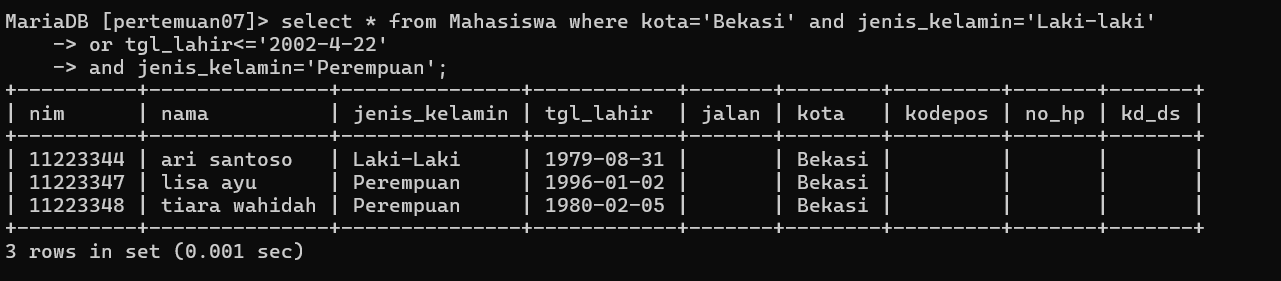 MariaDB [pertemuan07]> select * from Mahasiswa where kota='Bekasi' and jenis_kelamin='Laki-laki'
    -> or tgl_lahir<='2002-4-22'
    -> and jenis_kelamin='Perempuan';
+----------+---------------+---------------+------------+-------+--------+---------+-------+-------+
| nim      | nama          | jenis_kelamin | tgl_lahir  | jalan | kota   | kodepos | no_hp | kd_ds |
+----------+---------------+---------------+------------+-------+--------+---------+-------+-------+
| 11223344 | ari santoso   | Laki-Laki     | 1979-08-31 |       | Bekasi |         |       |       |
| 11223347 | lisa ayu      | Perempuan     | 1996-01-02 |       | Bekasi |         |       |       |
| 11223348 | tiara wahidah | Perempuan     | 1980-02-05 |       | Bekasi |         |       |       |
+----------+---------------+---------------+------------+-------+--------+---------+-------+-------+
3 rows in set (0.001 sec)